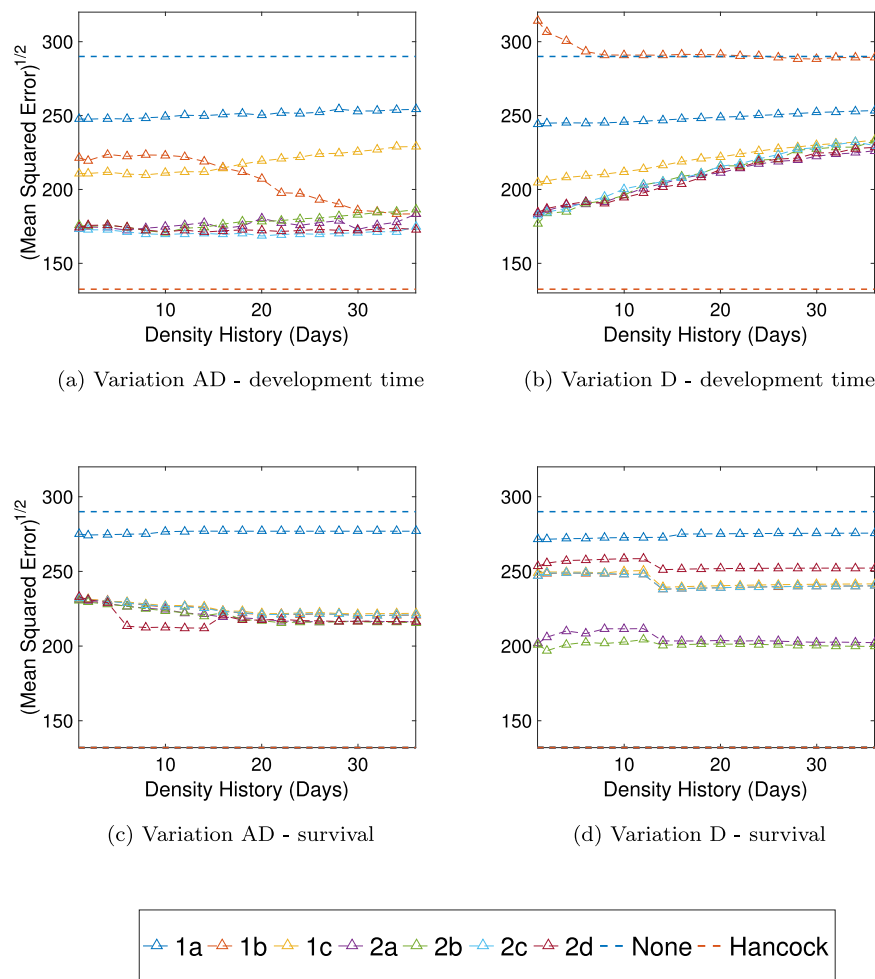 300
250
200
150
(Mean Squared Error)^1/2
10 20 30
Density History (Days)
(a) Variation AD - development time
300
250
200
150
10 20 30
Density History (Days)
(b) Variation D - development time
300
250
200
150
(Mean Squared Error)^1/2
10 20 30
Density History (Days)
(c) Variation AD - survival
300
250
200
150
10 20 30
Density History (Days)
(d) Variation D - survival
1a 1b 1c 2a 2b 2c 2d None Hancock